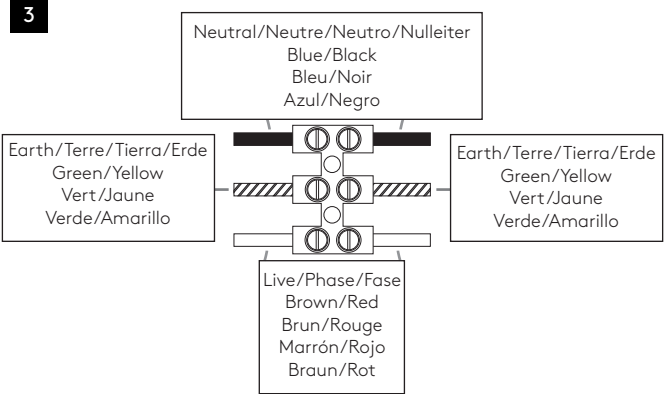 3
Neutral/Neutre/Neutro/Nulleiter
Blue/Black
Bleu/Noir
Azul/Negro
Earth/Terre/Tierra/Erde
Green/Yellow
Vert/Jaune
Verde/Amarillo
Earth/Terre/Tierra/Erde
Green/Yellow
Vert/Jaune
Verde/Amarillo
Live/Phase/Fase
Brown/Red
Brun/Rouge
Marrón/Rojo
Braun/Rot